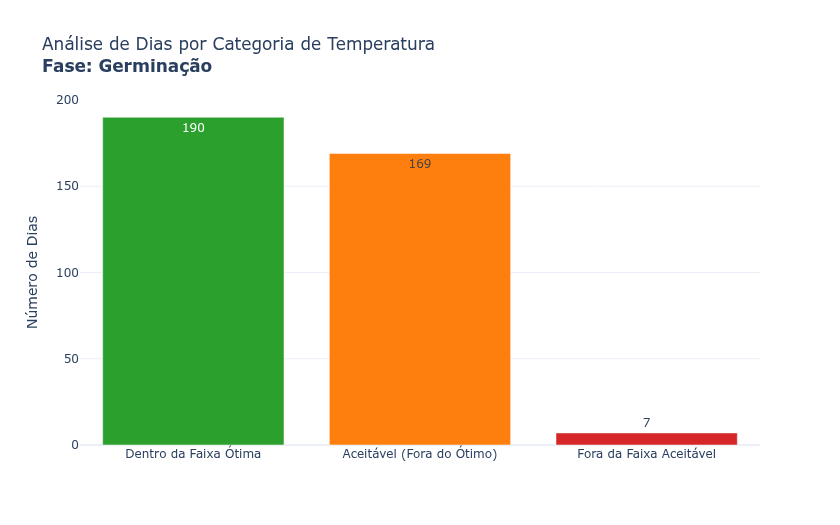 Análise de Dias por Categoria de Temperatura
Fase: Germinação
Número de Dias
200
150
100
50
0
190
169
7
Dentro da Faixa Ótima
Aceitável (Fora do Ótimo)
Fora da Faixa Aceitável